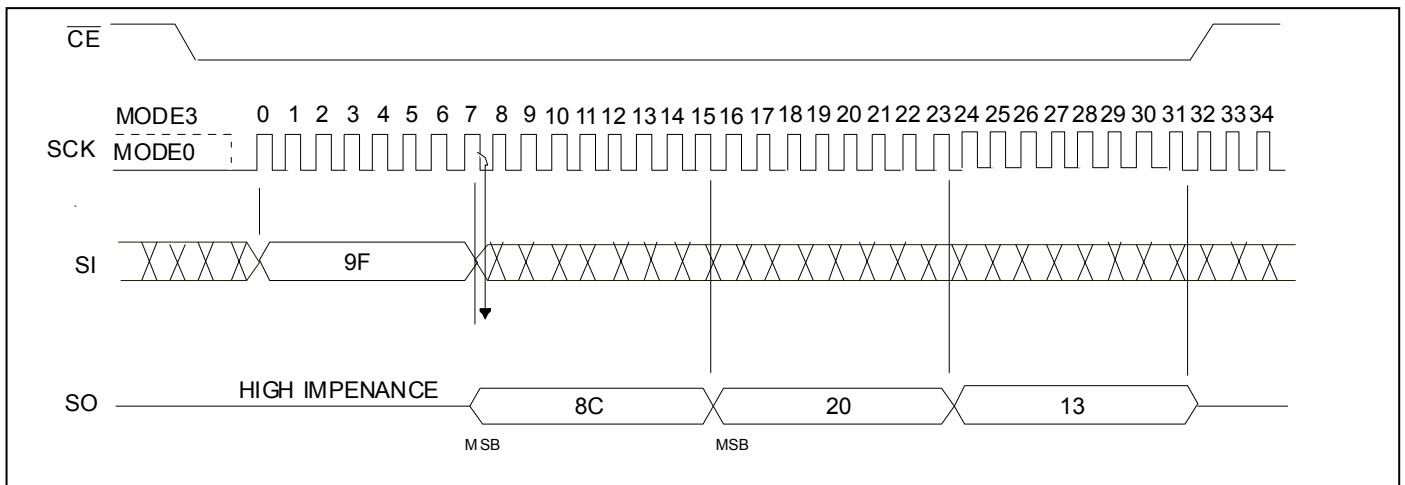 CE
MODE3 0 1 2 3 4 5 6 7 8 9 10 11 12 13 14 15 16 17 18 19 20 21 22 23 24 25 26 27 28 29 30 31 32 33 34
SCK MODE0
SI 9F
HIGH IMPENANCE
SO 8C 20 13
MSB MSB